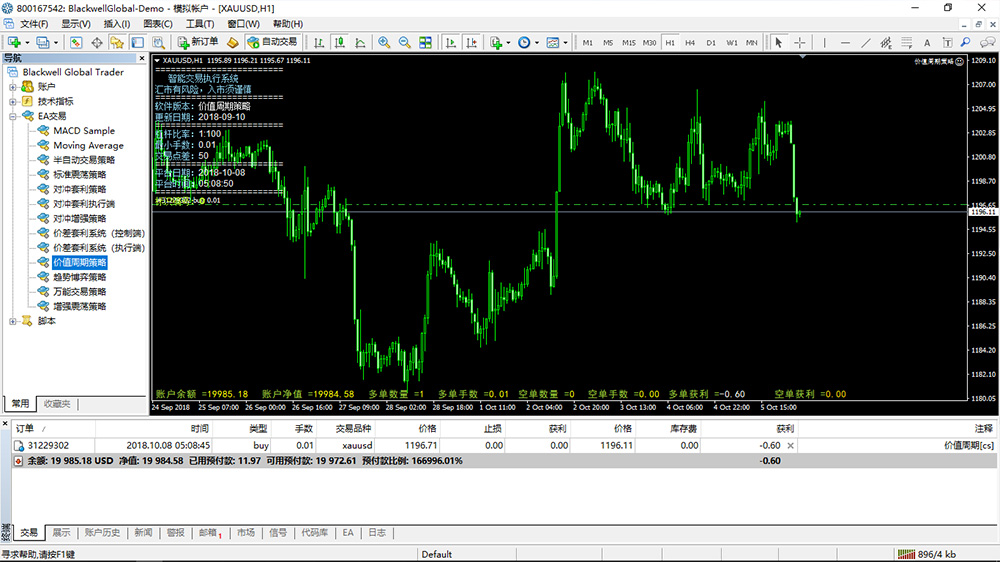 800167542: BlackwellGlobal-Demo - 模拟帐户 - [XAUUSD,H1]
文件(F) 显示(V) 插入(I) 图表(C) 工具(T) 窗口(W) 帮助(H)
新订单 自动交易 M1 M5 M15 M30 H1 H4 D1 W1 MN
导航
Blackwell Global Trader
账户
技术指标
EA交易
MACD Sample
Moving Average
半自动交易策略
标准震荡策略
对冲套利策略
对冲套利执行端
对冲增强策略
价差套利系统 (控制端)
价差套利系统 (执行端)
价值周期策略
趋势博弈策略
万能交易策略
增强震荡策略
脚本
常用 收藏夹
XAUUSD,H1 1195.89 1196.21 1195.67 1196.11
价值周期策略
智能交易执行系统
汇市有风险，入市须谨慎
软件版本: 价值周期策略
更新日期: 2018-09-10
杠杆比率: 1:100
最小手数: 0.01
交易点差: 50
平台日期: 2018-10-08
平台时间: 05:08:50
1209.10
1207.00
1204.95
1202.85
1200.80
1198.70
1196.65
1196.11
1194.55
1192.50
1190.40
1188.35
1186.25
1184.20
1182.10
1180.05
账户余额 =19985.18 账户净值 =19984.58 多单数量 =1 多单手数 =0.01 空单数量 =0 空单手数 =0.00 多单获利 =-0.60 空单获利 =0.00
24 Sep 2018 25 Sep 07:00 26 Sep 00:00 26 Sep 16:00 27 Sep 09:00 28 Sep 02:00 28 Sep 18:00 1 Oct 11:00 2 Oct 04:00 2 Oct 20:00 3 Oct 13:00 4 Oct 06:00 4 Oct 22:00 5 Oct 15:00
订单 时间 类型 手数 交易品种 价格 止损 获利 价格 库存费 获利 注释
31229302 2018.10.08 05:08:45 buy 0.01 xauusd 1196.71 0.00 0.00 1196.11 0.00 -0.60 价值周期[cs]
余额: 19 985.18 USD 净值: 19 984.58 已用预付款: 11.97 可用预付款: 19 972.61 预付款比例: 166996.01% -0.60
交易 展示 账户历史 新闻 警报 邮箱1 市场 信号 代码库 EA 日志
寻求帮助,请按F1键 Default 896/4 kb